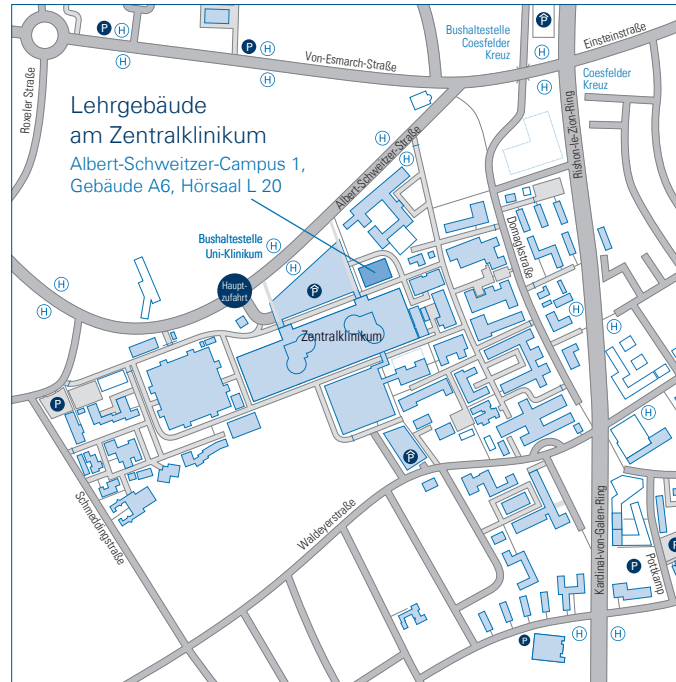 P
H
H
P
H
H
Bushaltestelle
Coesfelder
Kreuz
P
H
H
Einsteinstraße
Von-Esmarch-Straße
Coesfelder
Kreuz
H
Roxeler Straße
Rishon-le-Zion-Ring
Lehrgebäude
am Zentralklinikum
Albert-Schweitzer-Campus 1,
Gebäude A6, Hörsaal L 20
Albert-Schweitzer-Straße
H
H
Domagkstraße
Bushaltestelle
Uni-Klinikum
H
H
Haupt-
zufahrt
P
H
H
H
H
Zentralklinikum
P
H
P
Schmeddingstraße
Waldeyerstraße
Kardinal-von-Galen-Ring
Pottkamp
P
P
P
H
H